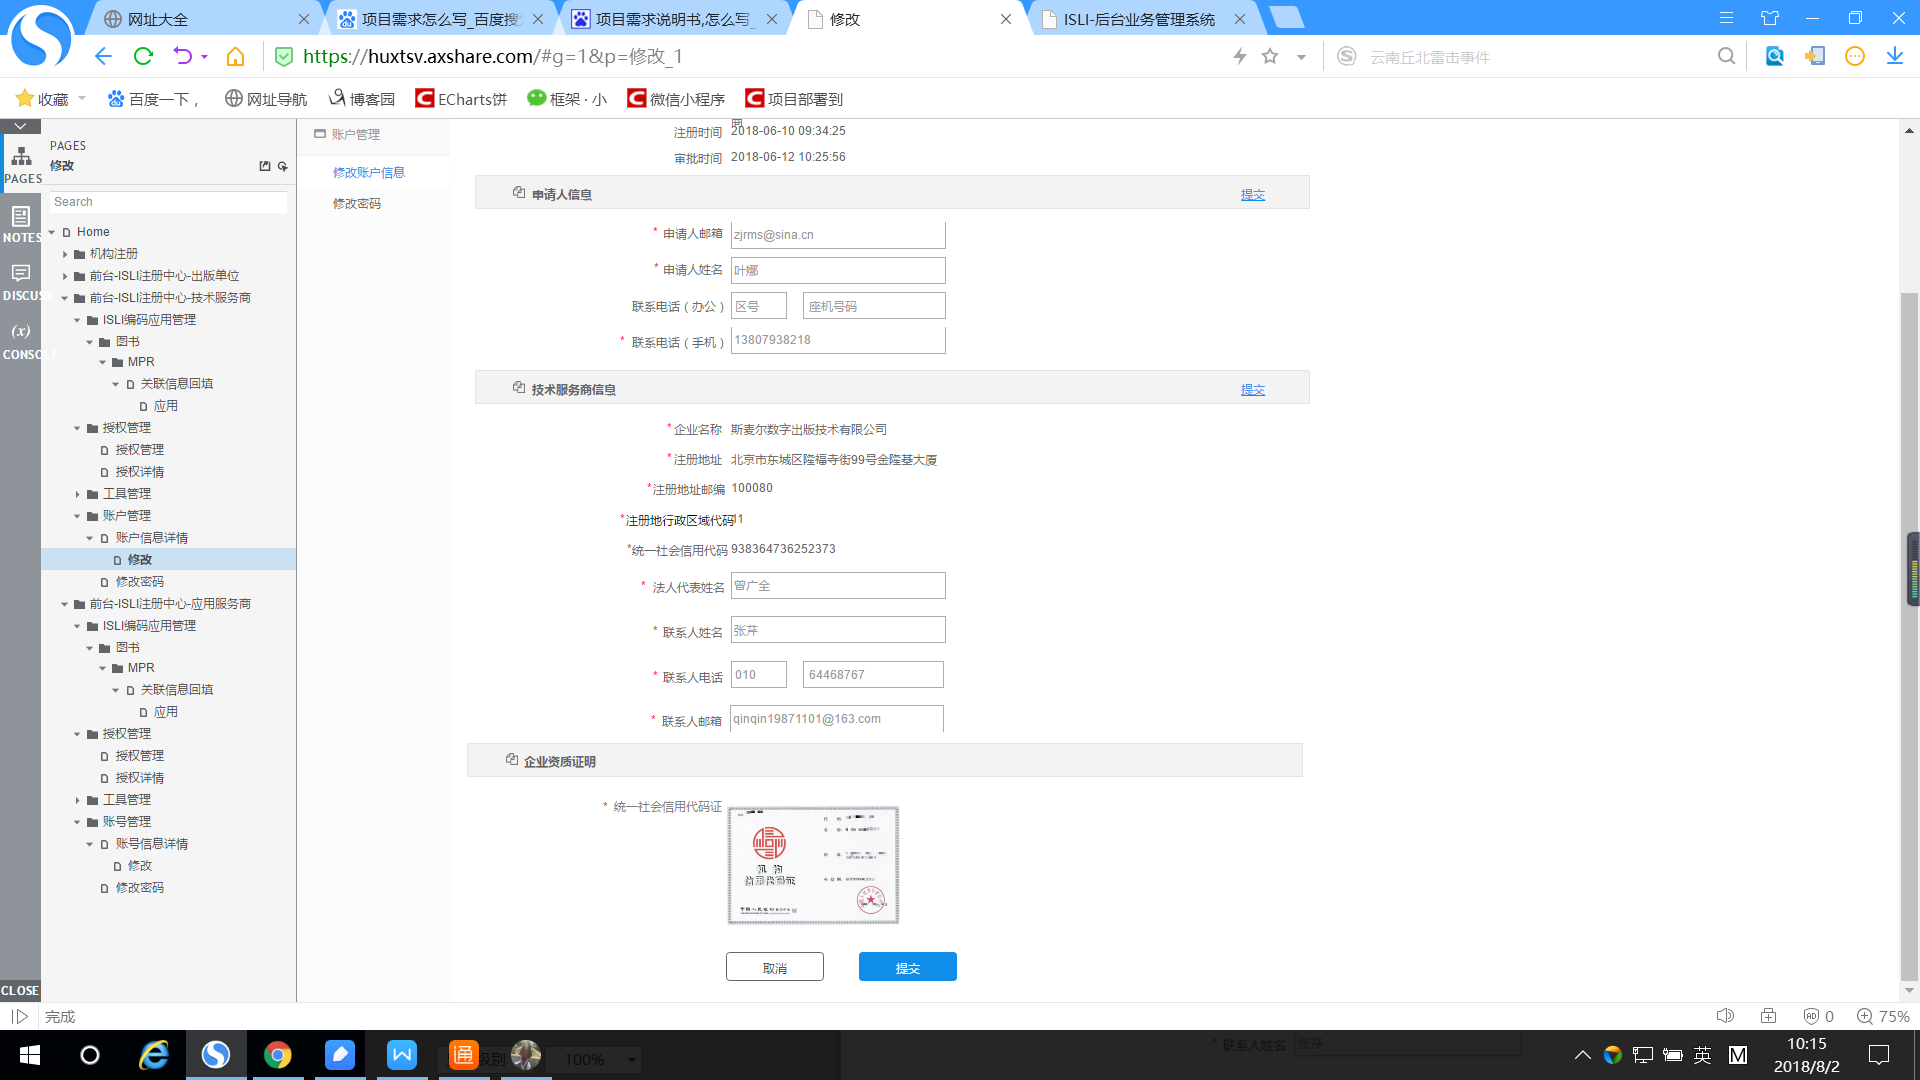 网址大全
项目需求怎么写_百度搜
项目需求说明书,怎么写_
修改
ISLI-后台业务管理系统
https://huxtsv.axshare.com/#g=1&p=修改_1
云南丘北雷击事件
收藏
百度一下，
网址导航
博客园
ECharts饼
框架 · 小
微信小程序
项目部署到
PAGES
修改
Search
PAGES
NOTES
DISCUSS
(x)
CONSOLE
CLOSE
Home
机构注册
前台-ISLI注册中心-出版单位
前台-ISLI注册中心-技术服务商
ISLI编码应用管理
图书
MPR
关联信息回填
应用
授权管理
授权管理
授权详情
工具管理
账户管理
账户信息详情
修改
修改密码
前台-ISLI注册中心-应用服务商
ISLI编码应用管理
图书
MPR
关联信息回填
应用
授权管理
授权管理
授权详情
工具管理
账号管理
账号信息详情
修改
修改密码
账户管理
修改账户信息
修改密码
注册时间 2018-06-10 09:34:25
审批时间 2018-06-12 10:25:56
申请人信息 提交
* 申请人邮箱 zjrms@sina.cn
* 申请人姓名 叶娜
联系电话（办公） 区号 座机号码
* 联系电话（手机） 13807938218
技术服务商信息 提交
*企业名称 斯麦尔数字出版技术有限公司
*注册地址 北京市东城区隆福寺街99号金隆基大厦
*注册地址邮编 100080
*注册地行政区域代码11
*统一社会信用代码 938364736252373
* 法人代表姓名 曾广全
* 联系人姓名 张芹
* 联系人电话 010 64468767
* 联系人邮箱 qinqin19871101@163.com
企业资质证明
* 统一社会信用代码证
机 构
信用代码证
取消 提交
完成
0
75%
级别
100%
* 联系人姓名 张芹
英
M
10:15
2018/8/2